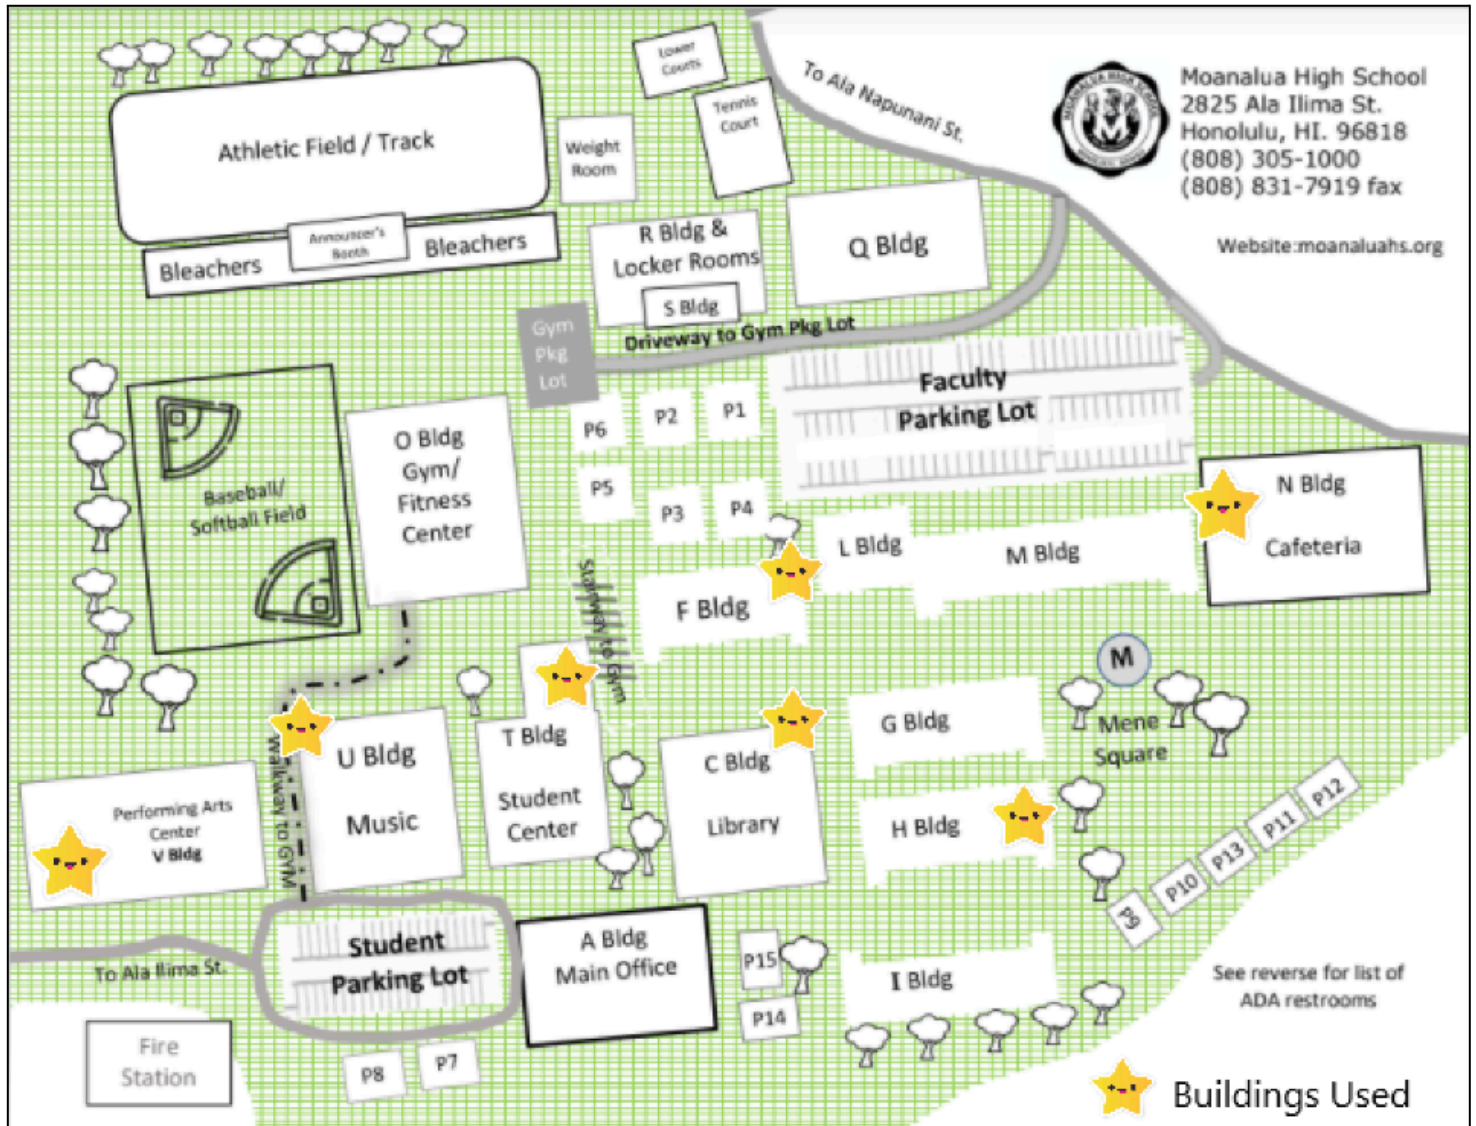 Lower
Courts
Tennis
Court
To Ala Napunani St.
MOANALUA HIGH SCHOOL
M
Moanalua High School
2825 Ala Ilima St.
Honolulu, HI. 96818
(808) 305-1000
(808) 831-7919 fax
Website:moanaluahs.org
Athletic Field / Track
Weight
Room
Announcer's
Booth
Bleachers
Bleachers
R Bldg &
Locker Rooms
S Bldg
Q Bldg
Gym
Pkg
Lot
Driveway to Gym Pkg Lot
Faculty
Parking Lot
P6
P2
P1
P5
P3
P4
O Bldg
Gym/
Fitness
Center
Baseball/
Softball Field
L Bldg
M Bldg
N Bldg
Cafeteria
Stairway to Gym
F Bldg
M
Mene
Square
G Bldg
U Bldg
Music
T Bldg
Student
Center
C Bldg
Library
Walkway to GYM
Performing Arts
Center
V Bldg
H Bldg
P12
P11
P13
P10
P9
Student
Parking Lot
A Bldg
Main Office
P15
P14
I Bldg
To Ala Ilima St.
See reverse for list of
ADA restrooms
Fire
Station
P8
P7
Buildings Used